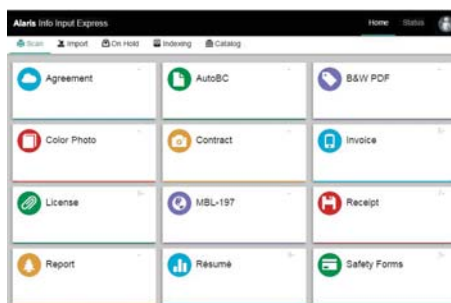 Alaris Info Input Express Home Status
Scan Import On Hold Indexing Catalog
Agreement AutoBC B&W PDF
Color Photo Contract Invoice
License MBL-197 Receipt
Report Résumé Safety Forms